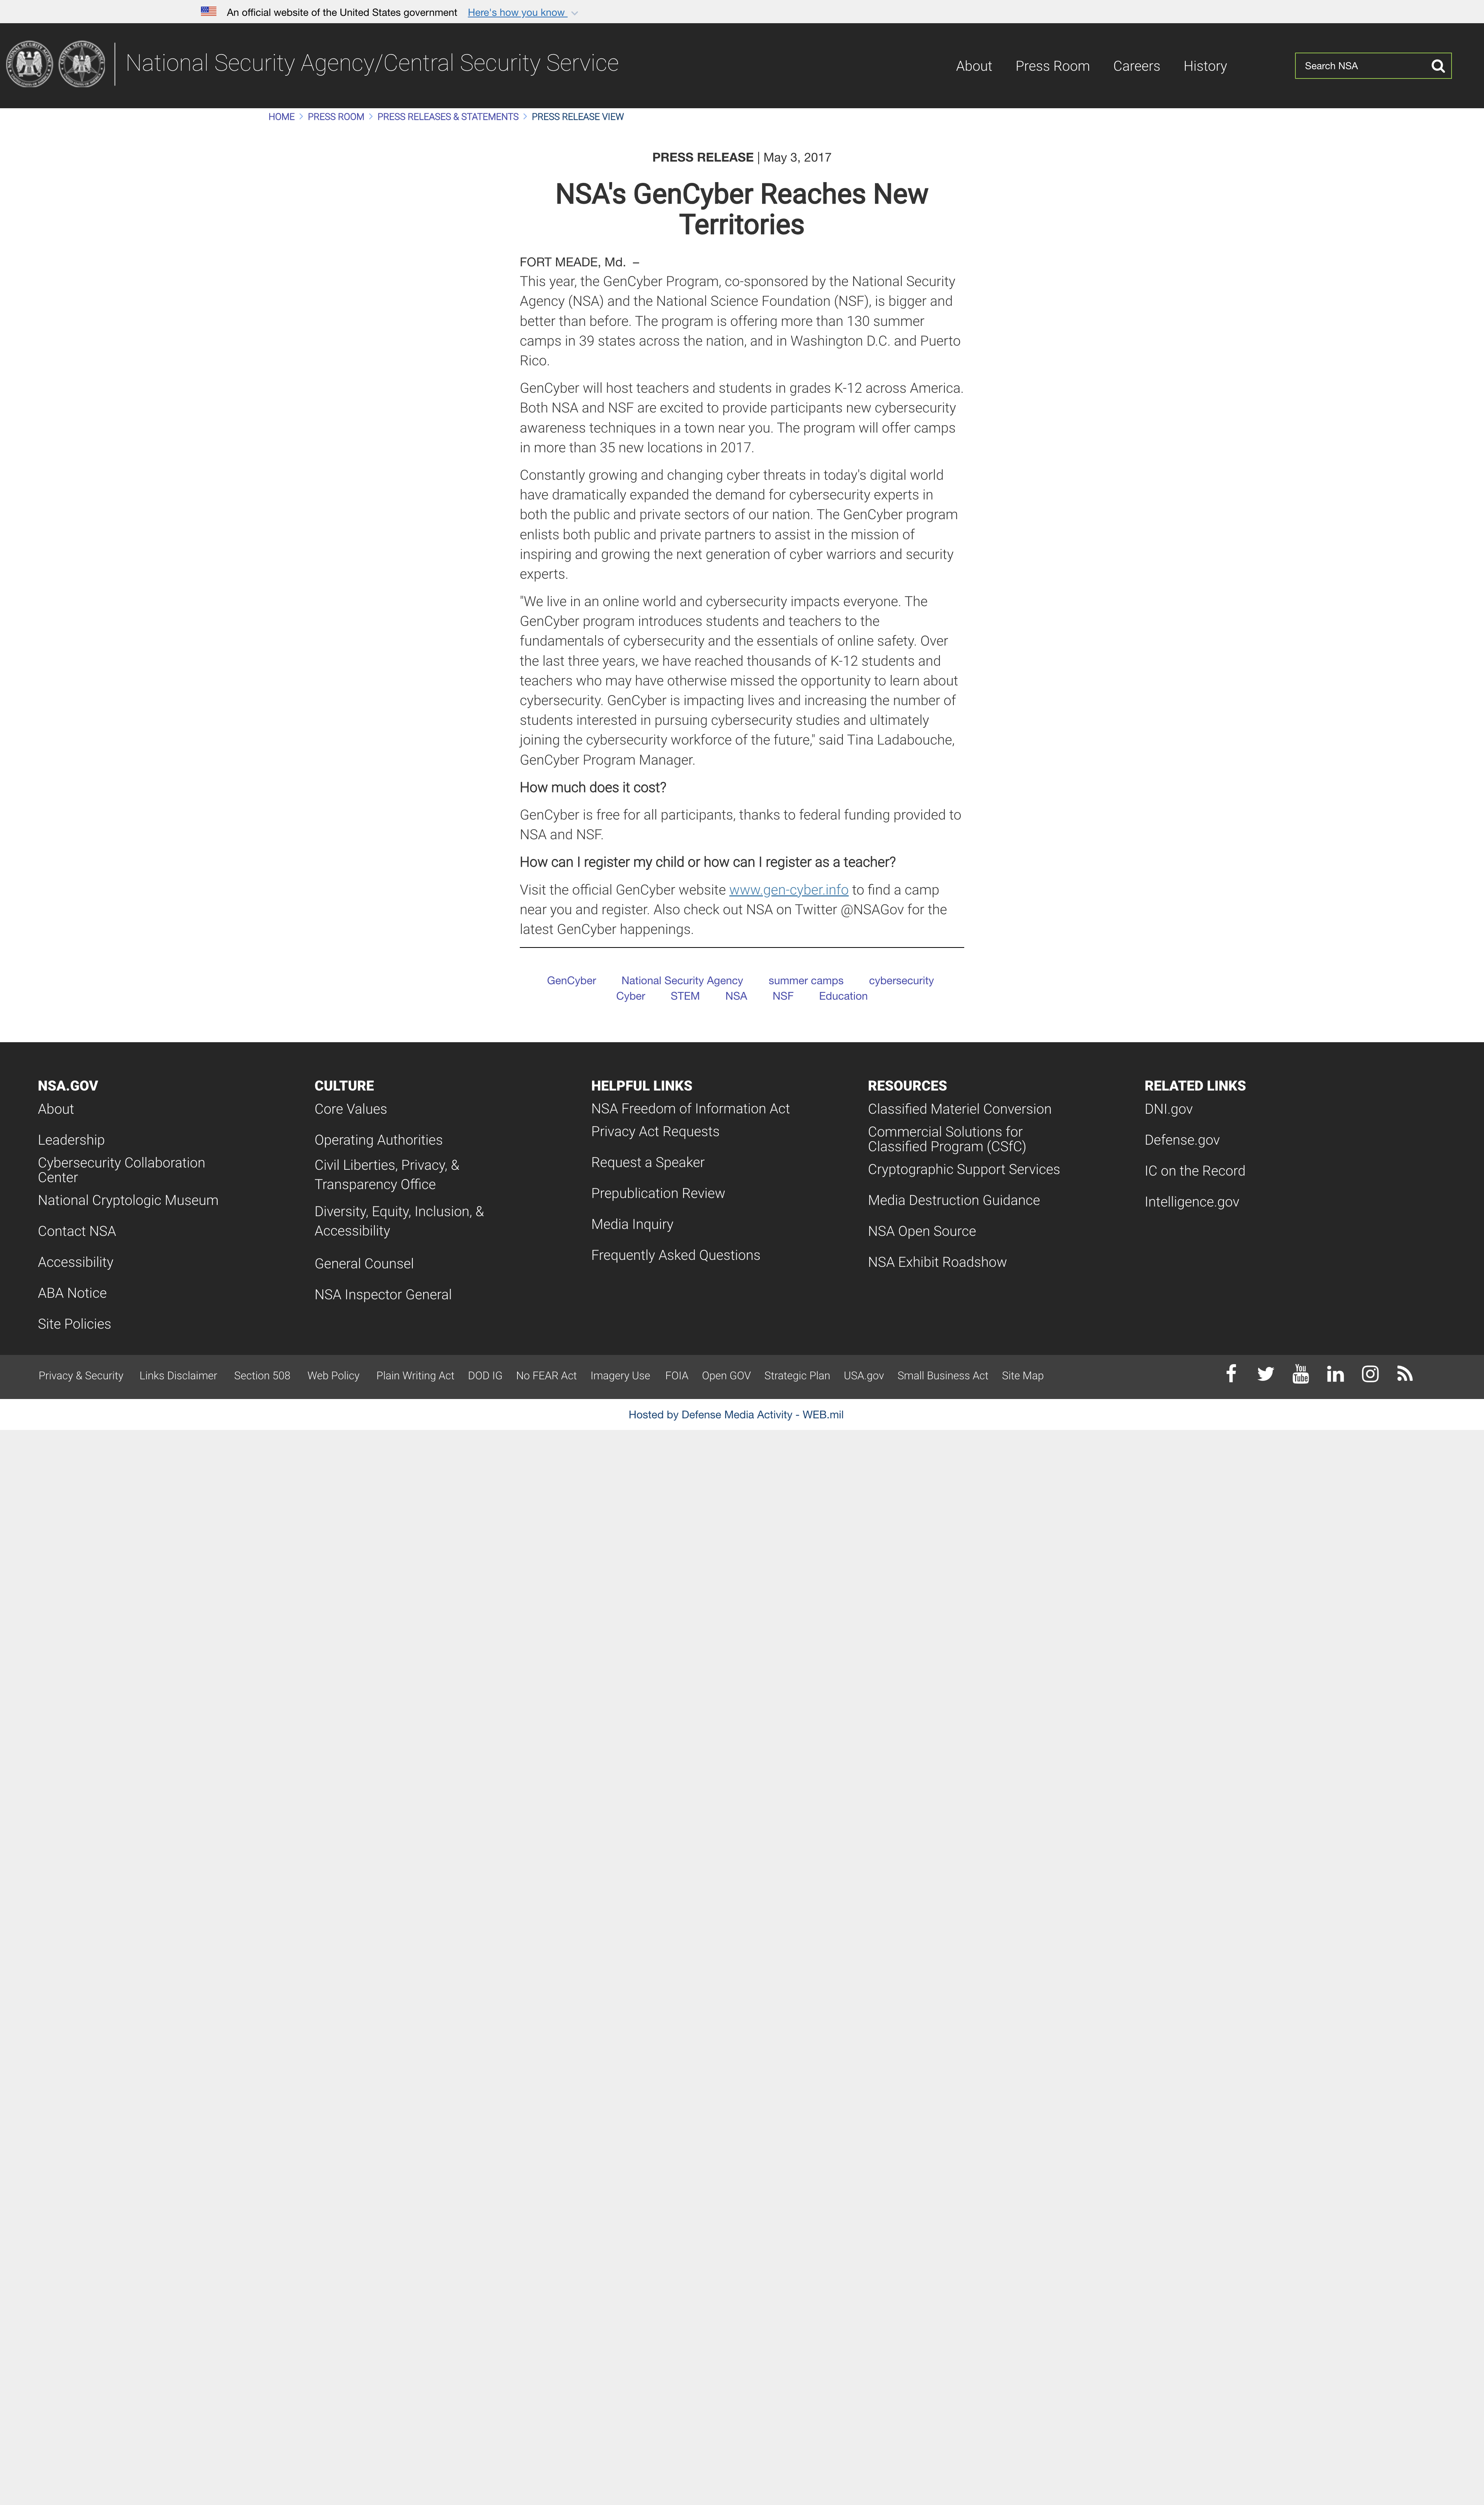 An official website of the United States government Here's how you know
National Security Agency/Central Security Service
About Press Room Careers History
Search NSA
HOME PRESS ROOM PRESS RELEASES & STATEMENTS PRESS RELEASE VIEW
PRESS RELEASE | May 3, 2017
NSA's GenCyber Reaches New
Territories
FORT MEADE, Md. –
This year, the GenCyber Program, co-sponsored by the National Security
Agency (NSA) and the National Science Foundation (NSF), is bigger and
better than before. The program is offering more than 130 summer
camps in 39 states across the nation, and in Washington D.C. and Puerto
Rico.
GenCyber will host teachers and students in grades K-12 across America.
Both NSA and NSF are excited to provide participants new cybersecurity
awareness techniques in a town near you. The program will offer camps
in more than 35 new locations in 2017.
Constantly growing and changing cyber threats in today's digital world
have dramatically expanded the demand for cybersecurity experts in
both the public and private sectors of our nation. The GenCyber program
enlists both public and private partners to assist in the mission of
inspiring and growing the next generation of cyber warriors and security
experts.
"We live in an online world and cybersecurity impacts everyone. The
GenCyber program introduces students and teachers to the
fundamentals of cybersecurity and the essentials of online safety. Over
the last three years, we have reached thousands of K-12 students and
teachers who may have otherwise missed the opportunity to learn about
cybersecurity. GenCyber is impacting lives and increasing the number of
students interested in pursuing cybersecurity studies and ultimately
joining the cybersecurity workforce of the future," said Tina Ladabouche,
GenCyber Program Manager.
How much does it cost?
GenCyber is free for all participants, thanks to federal funding provided to
NSA and NSF.
How can I register my child or how can I register as a teacher?
Visit the official GenCyber website www.gen-cyber.info to find a camp
near you and register. Also check out NSA on Twitter @NSAGov for the
latest GenCyber happenings.
GenCyber National Security Agency summer camps cybersecurity
Cyber STEM NSA NSF Education
NSA.GOV
About
Leadership
Cybersecurity Collaboration
Center
National Cryptologic Museum
Contact NSA
Accessibility
ABA Notice
Site Policies
CULTURE
Core Values
Operating Authorities
Civil Liberties, Privacy, &
Transparency Office
Diversity, Equity, Inclusion, &
Accessibility
General Counsel
NSA Inspector General
HELPFUL LINKS
NSA Freedom of Information Act
Privacy Act Requests
Request a Speaker
Prepublication Review
Media Inquiry
Frequently Asked Questions
RESOURCES
Classified Materiel Conversion
Commercial Solutions for
Classified Program (CSfC)
Cryptographic Support Services
Media Destruction Guidance
NSA Open Source
NSA Exhibit Roadshow
RELATED LINKS
DNI.gov
Defense.gov
IC on the Record
Intelligence.gov
Privacy & Security Links Disclaimer Section 508 Web Policy Plain Writing Act DOD IG No FEAR Act Imagery Use FOIA Open GOV Strategic Plan USA.gov Small Business Act Site Map
You
Tube
Hosted by Defense Media Activity - WEB.mil